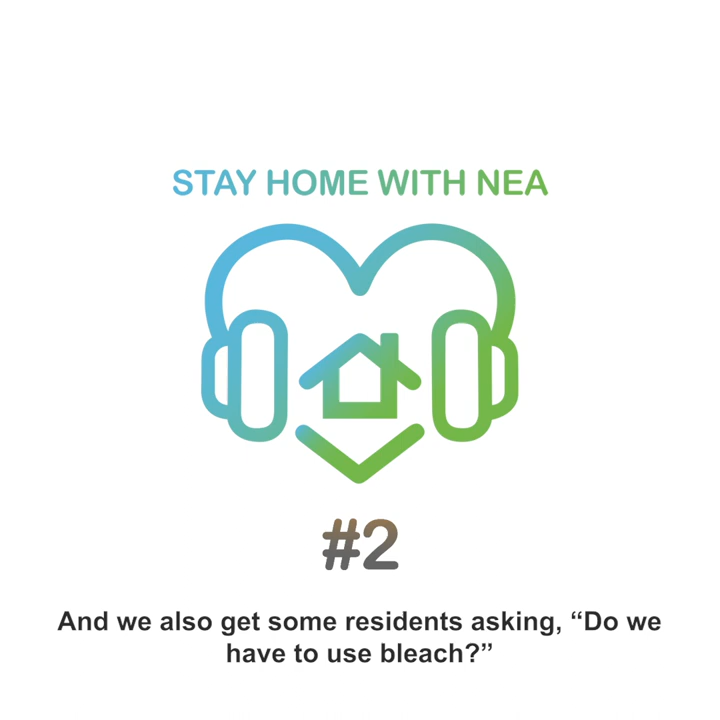 STAY HOME WITH NEA
#2
And we also get some residents asking, “Do we
have to use bleach?”